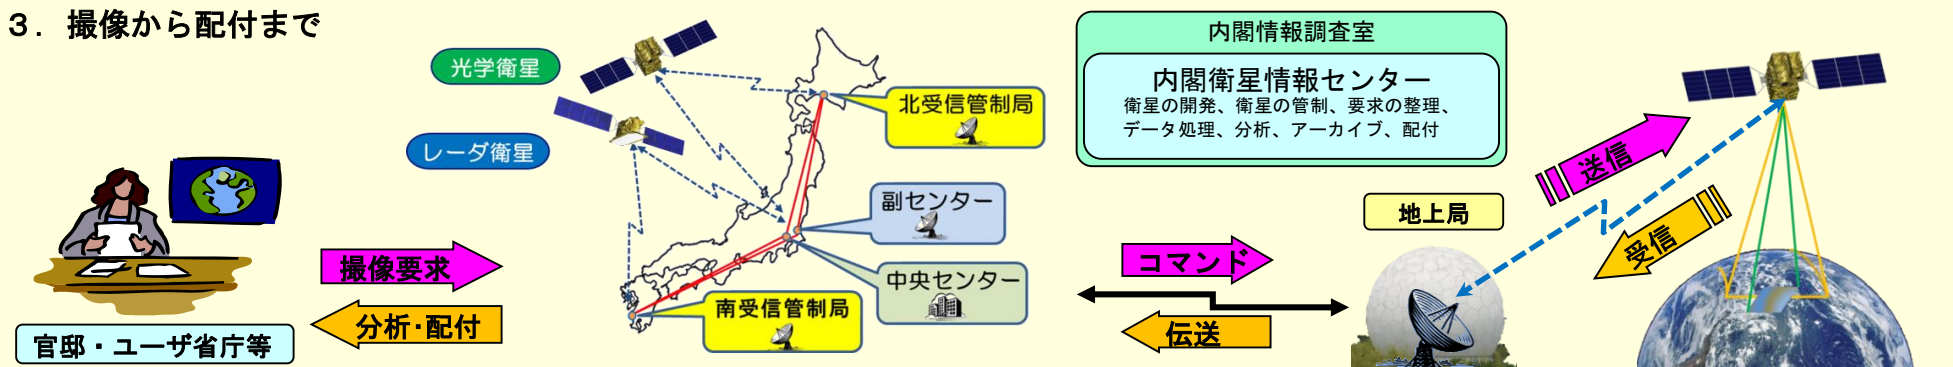 ３．撮像から配付まで
光学衛星
レーダ衛星
北受信管制局
副センター
中央センター
南受信管制局
撮像要求
分析・配付
官邸・ユーザ省庁等
内閣情報調査室
内閣衛星情報センター
衛星の開発、衛星の管制、要求の整理、
データ処理、分析、アーカイブ、配付
コマンド
伝送
地上局
送信
受信